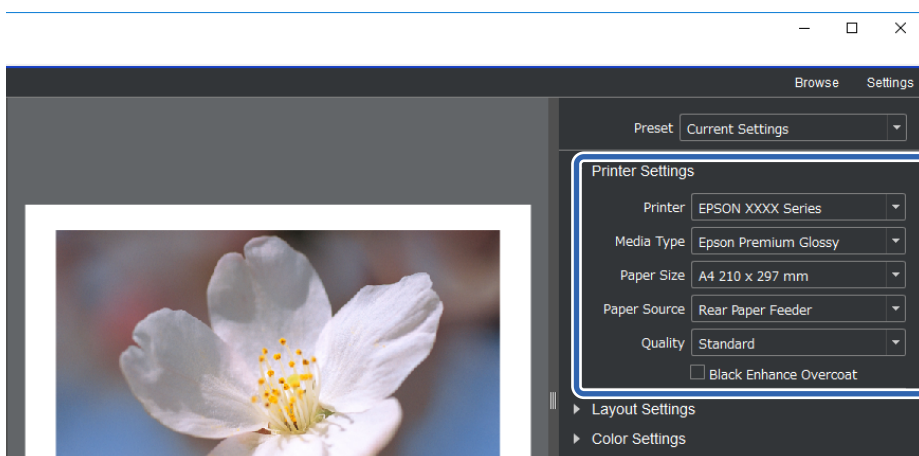 Browse Settings
Preset Current Settings
Printer Settings
Printer EPSON XXXX Series
Media Type Epson Premium Glossy
Paper Size A4 210 x 297 mm
Paper Source Rear Paper Feeder
Quality Standard
Black Enhance Overcoat
Layout Settings
Color Settings